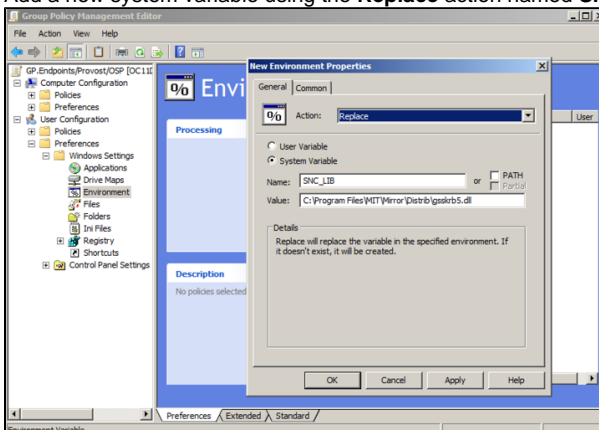 Add a new system variable using the Replace action named
Group Policy Management Editor
File Action View Help
GP.Endpoints/Provost/OSP [OC11I
Computer Configuration
Policies
Preferences
User Configuration
Policies
Preferences
Windows Settings
Applications
Drive Maps
Environment
Files
Folders
Ini Files
Registry
Shortcuts
Control Panel Settings
Envi
Processing
Description
No policies selected
User
New Environment Properties
General Common
Action: Replace
User Variable
System Variable
Name: SNC_LIB or PATH
Partial
Value: C:\Program Files\MIT\Mirror\Distrib\gsskrb5.dll
Details
Replace will replace the variable in the specified environment. If
it doesn't exist, it will be created.
OK Cancel Apply Help
Preferences Extended Standard
Environment Variable